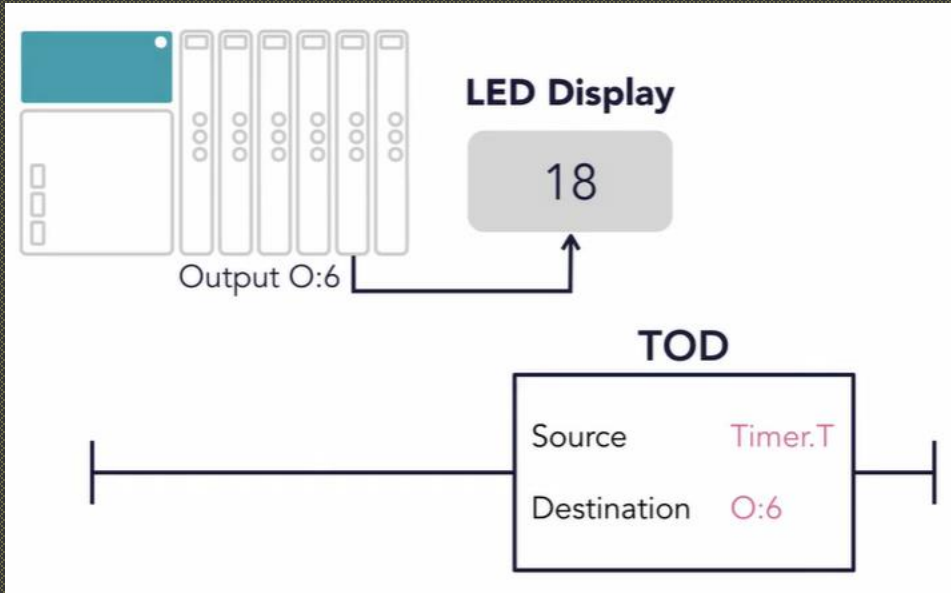 LED Display
18
Output O:6
TOD
Source Timer.T
Destination O:6